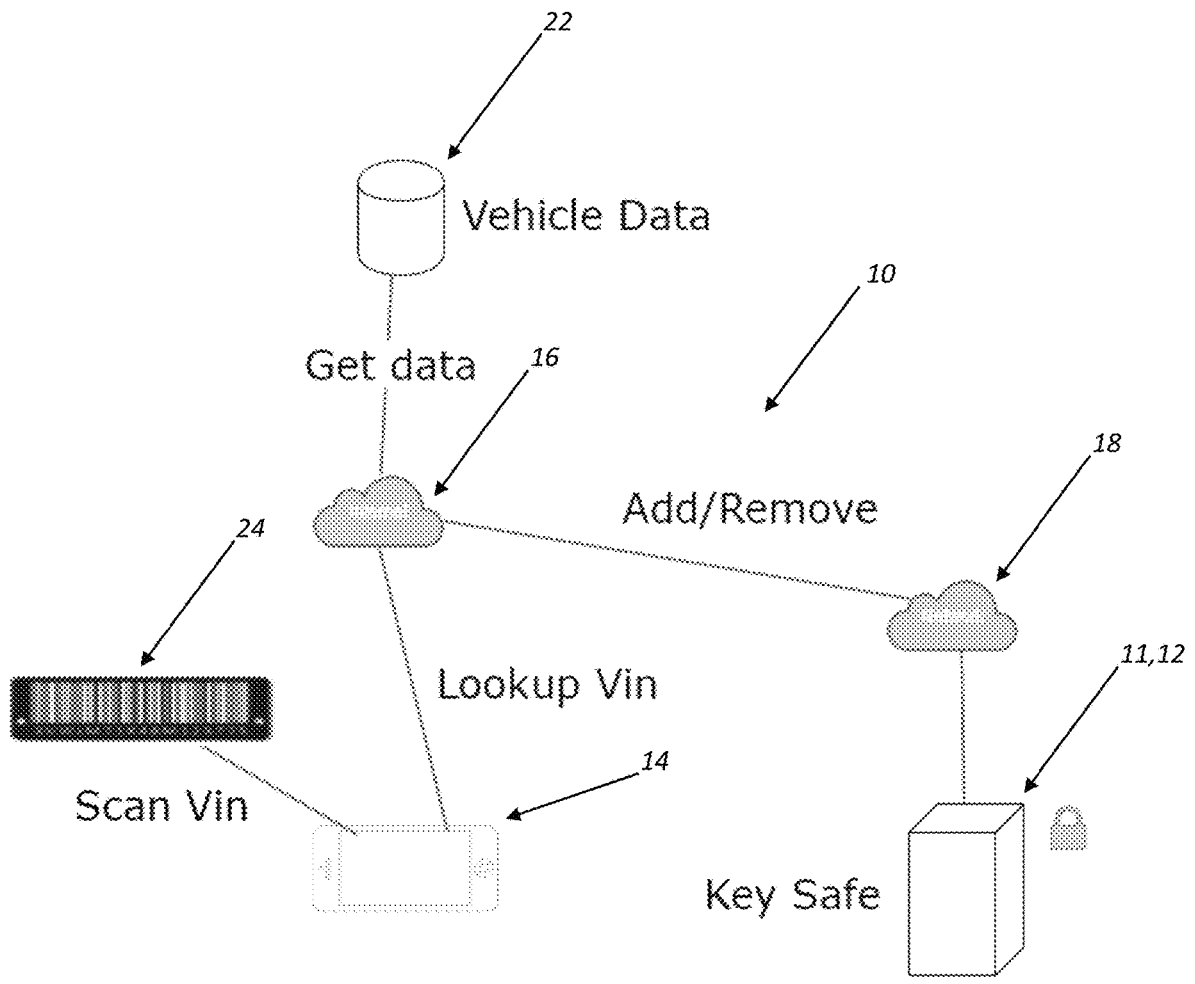 22
Vehicle Data
10
Get data
16
18
Add/Remove
24
11,12
Lookup Vin
14
Scan Vin
Key Safe